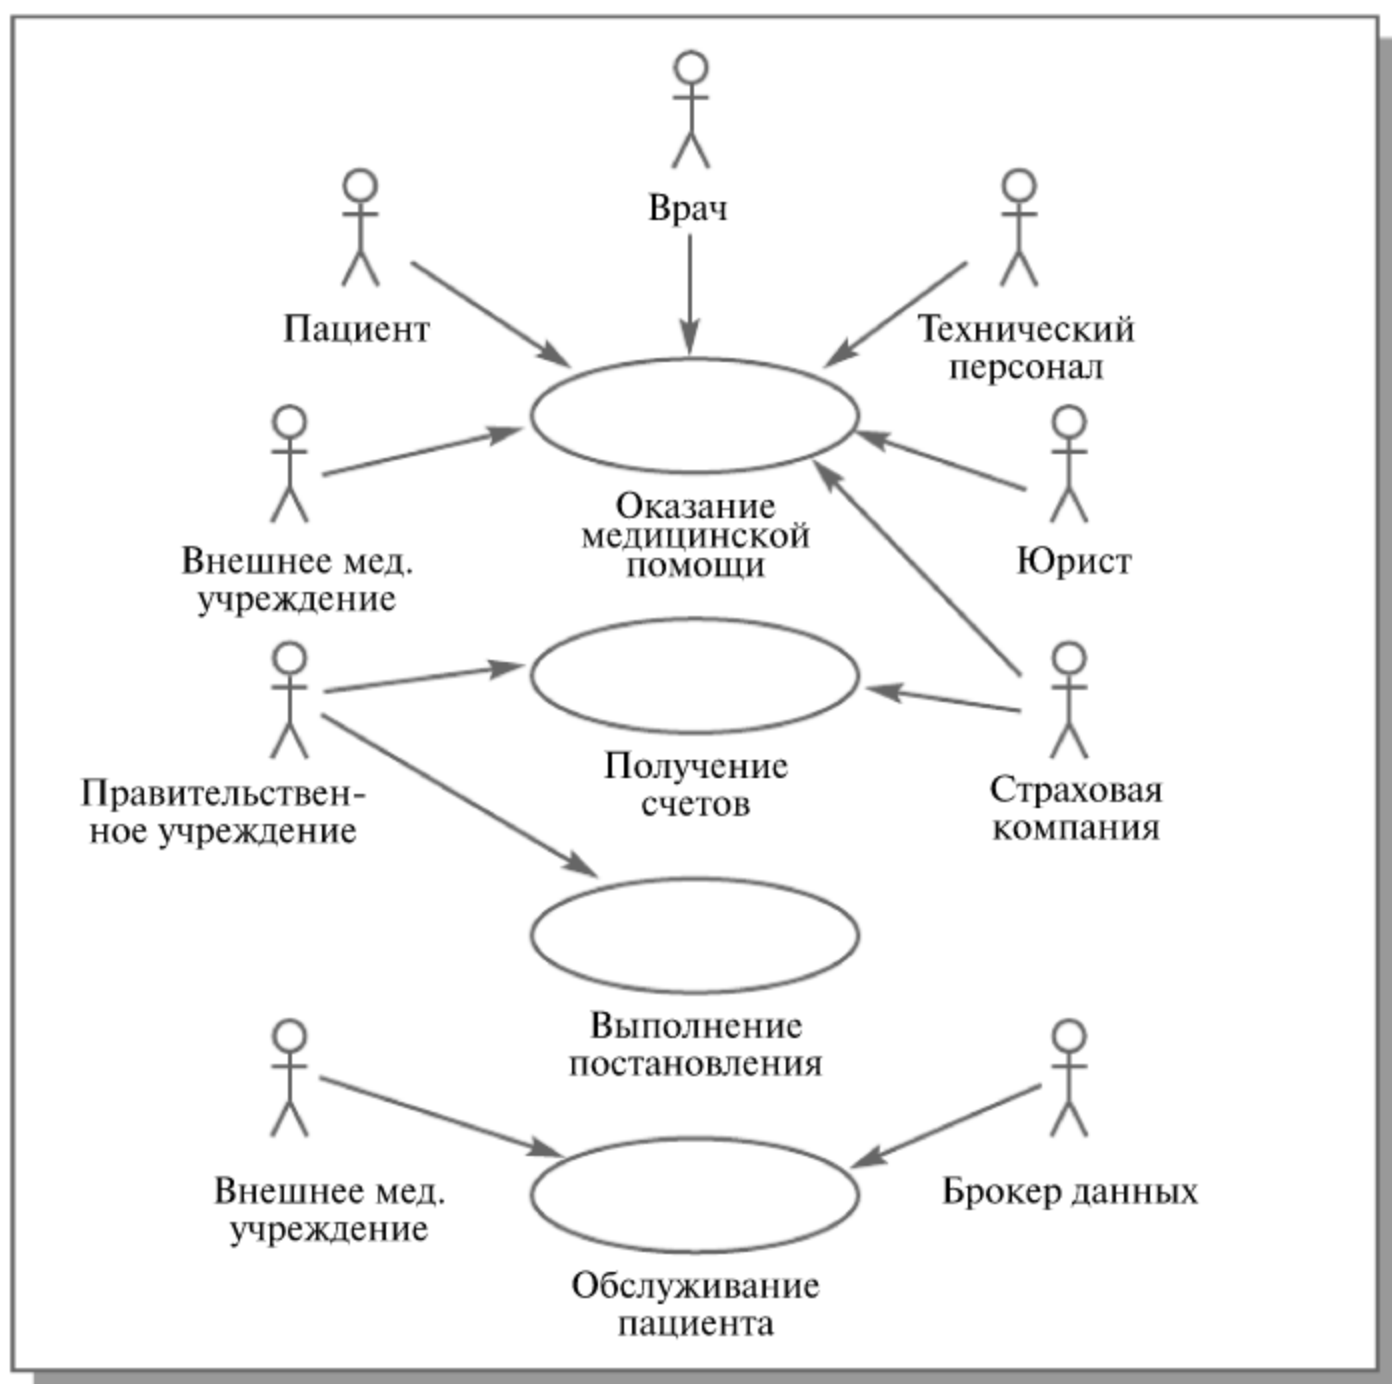 Врач
Пациент
Технический
персонал
Оказание
медицинской
помощи
Внешнее мед.
учреждение
Юрист
Получение
счетов
Правительствен-
ное учреждение
Страховая
компания
Выполнение
постановления
Внешнее мед.
учреждение
Брокер данных
Обслуживание
пациента